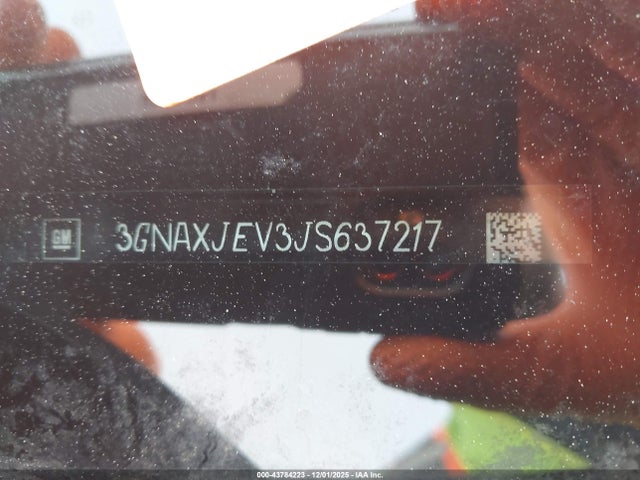 GM 3GNAXJEV3JS637217
000-43784223 - 12/01/2025 - IAA Inc.